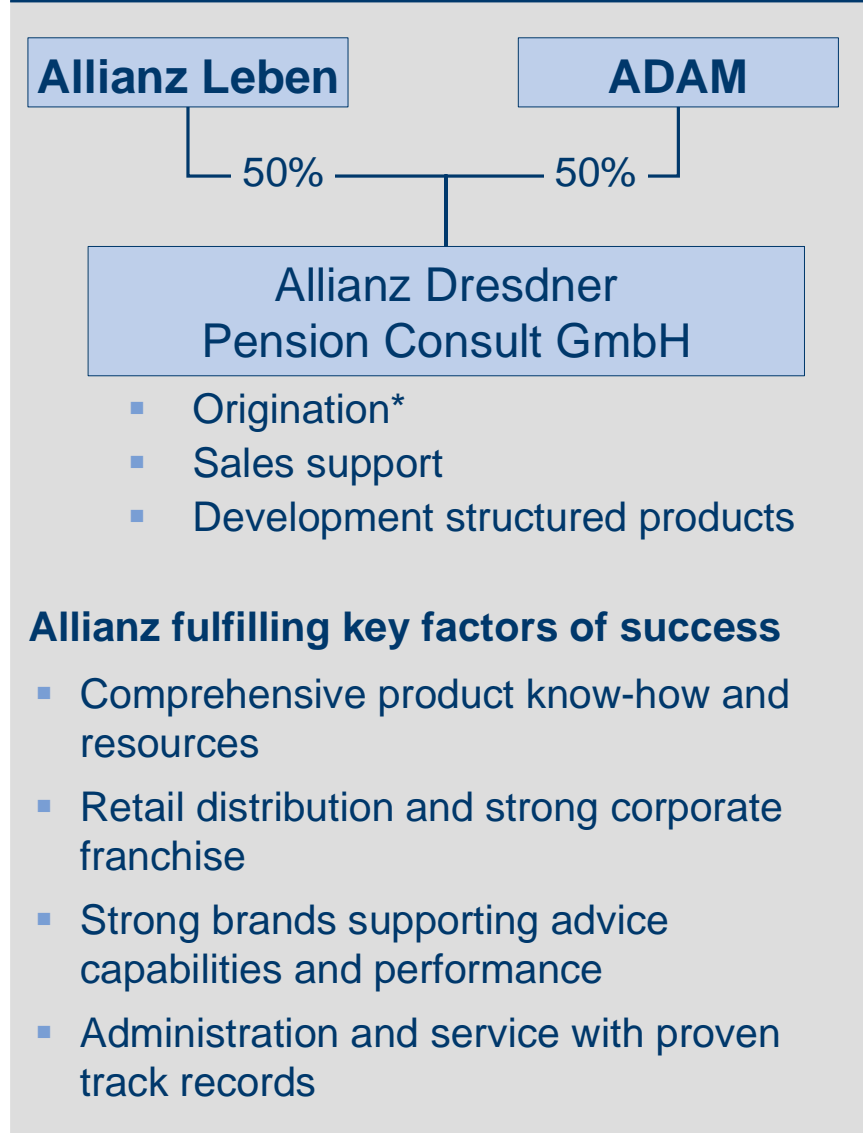 Allianz Leben ADAM
50% 50%
Allianz Dresdner
Pension Consult GmbH
▪ Origination*
▪ Sales support
▪ Development structured products
Allianz fulfilling key factors of success
▪ Comprehensive product know-how and
resources
▪ Retail distribution and strong corporate
franchise
▪ Strong brands supporting advice
capabilities and performance
▪ Administration and service with proven
track records